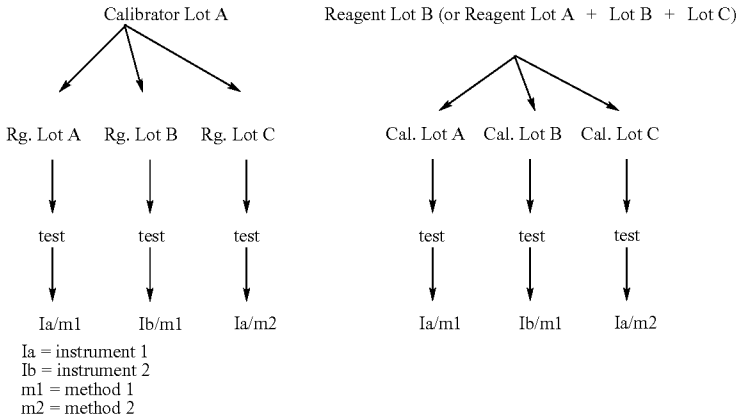 Calibrator Lot A
Reagent Lot B (or Reagent Lot A + Lot B + Lot C)
Rg. Lot A Rg. Lot B Rg. Lot C
Cal. Lot A Cal. Lot B Cal. Lot C
test test test
test test test
Ia/m1 Ib/m1 Ia/m2
Ia/m1 Ib/m1 Ia/m2
Ia = instrument 1
Ib = instrument 2
m1 = method 1
m2 = method 2